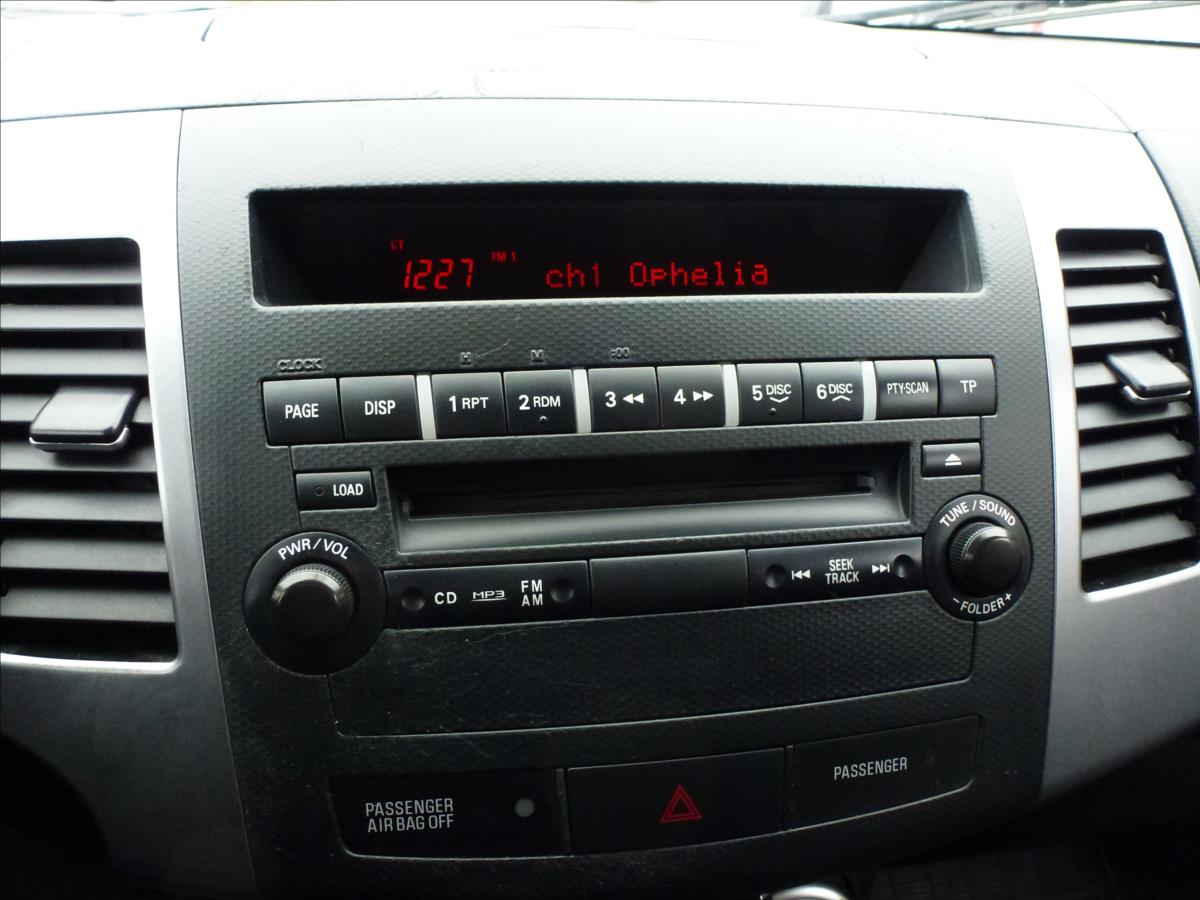 CT
1227 FM 1 ch1 Ophelia
CLOCK H M :00
PAGE DISP 1 RPT 2 RDM 3 4 5 DISC 6 DISC PTY·SCAN TP
LOAD
PWR / VOL
TUNE / SOUND
CD MP3 FM
AM
SEEK
TRACK
- FOLDER +
PASSENGER
AIR BAG OFF
PASSENGER